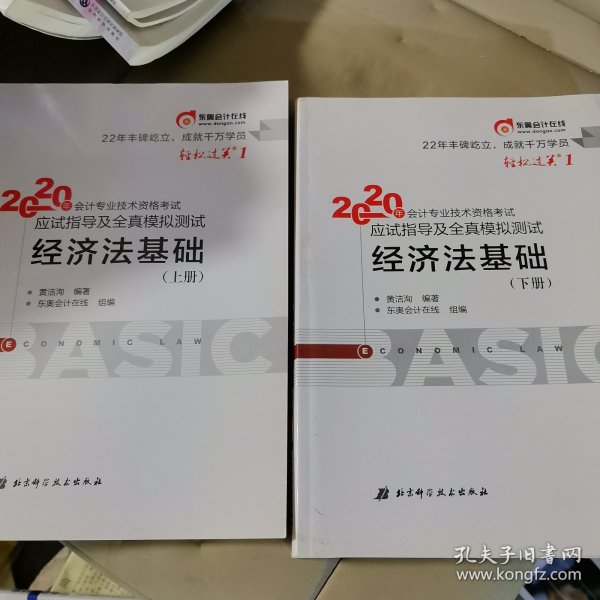 东奥会计在线
www.dongao.com
22年丰碑屹立，成就千万学员
轻松过关®1
2020年会计专业技术资格考试
应试指导及全真模拟测试
经济法基础
（上册）
黄洁洵 编著
东奥会计在线 组编
ECONOMIC LAW
BASIC
北京科学技术出版社
东奥会计在线
www.dongao.com
22年丰碑屹立，成就千万学员
轻松过关®1
2020年会计专业技术资格考试
应试指导及全真模拟测试
经济法基础
（下册）
黄洁洵 编著
东奥会计在线 组编
ECONOMIC LAW
BASIC
北京科学技术出版社
孔夫子旧书网
www.kongfz.com